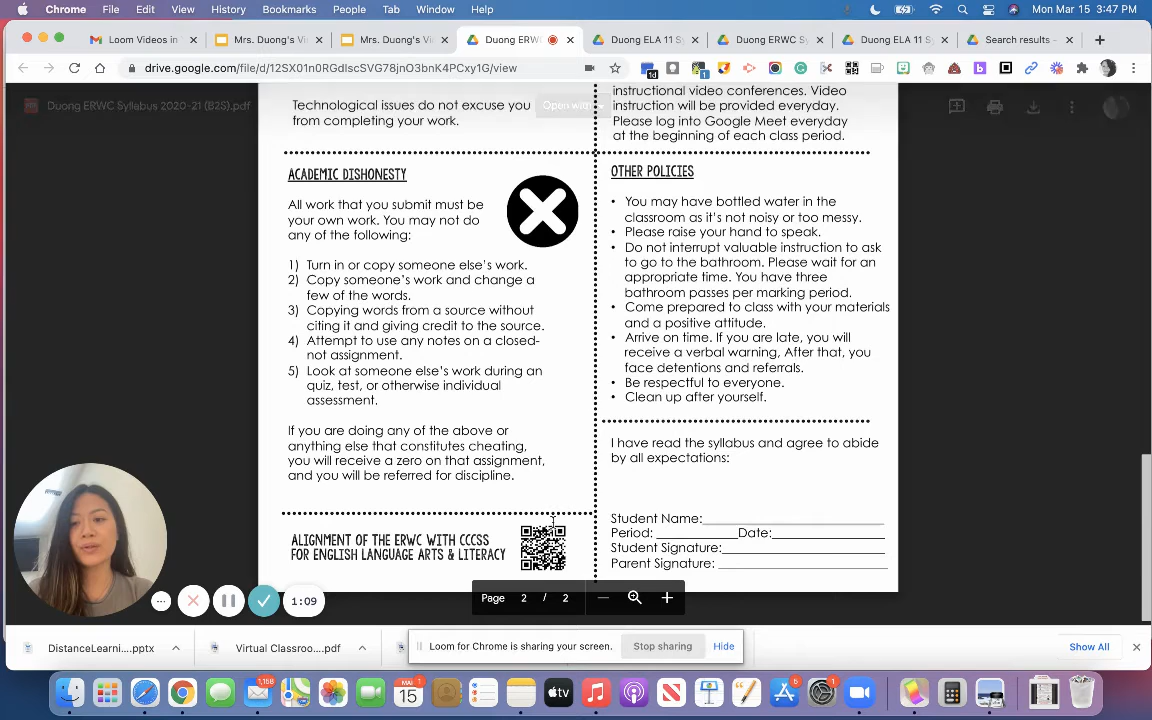 Chrome File Edit View History Bookmarks People Tab Window Help Mon Mar 15 3:47 PM
Loom Videos in
Mrs. Duong's Vi
Mrs. Duong's Vi
Duong ERW
Duong ELA 11 Sy
Duong ERWC Sy
Duong ELA 11 Sy
Search results –
drive.google.com/file/d/12SX01n0RGdlscSVG78jnO3bnK4PCxy1G/view
Duong ERWC Syllabus 2020-21 (B2S).pdf
Open with
Technological issues do not excuse you
from completing your work.
instructional video conferences. Video
instruction will be provided everyday.
Please log into Google Meet everyday
at the beginning of each class period.
ACADEMIC DISHONESTY
All work that you submit must be
your own work. You may not do
any of the following:
1) Turn in or copy someone else's work.
2) Copy someone's work and change a
few of the words.
3) Copying words from a source without
citing it and giving credit to the source.
4) Attempt to use any notes on a closed-
not assignment.
5) Look at someone else's work during an
quiz, test, or otherwise individual
assessment.
If you are doing any of the above or
anything else that constitutes cheating,
you will receive a zero on that assignment,
and you will be referred for discipline.
ALIGNMENT OF THE ERWC WITH CCCSS
FOR ENGLISH LANGUAGE ARTS & LITERACY
OTHER POLICIES
• You may have bottled water in the
classroom as it's not noisy or too messy.
• Please raise your hand to speak.
• Do not interrupt valuable instruction to ask
to go to the bathroom. Please wait for an
appropriate time. You have three
bathroom passes per marking period.
• Come prepared to class with your materials
and a positive attitude.
• Arrive on time. If you are late, you will
receive a verbal warning, After that, you
face detentions and referrals.
• Be respectful to everyone.
• Clean up after yourself.
I have read the syllabus and agree to abide
by all expectations:
Student Name:
Period: Date:
Student Signature:
Parent Signature:
1:09
Page 2 / 2
DistanceLearni....pptx
Virtual Classroo....pdf
Loom for Chrome is sharing your screen.
Stop sharing
Hide
Show All
1,158
MAI
15
1
tv
5
1
1d
1